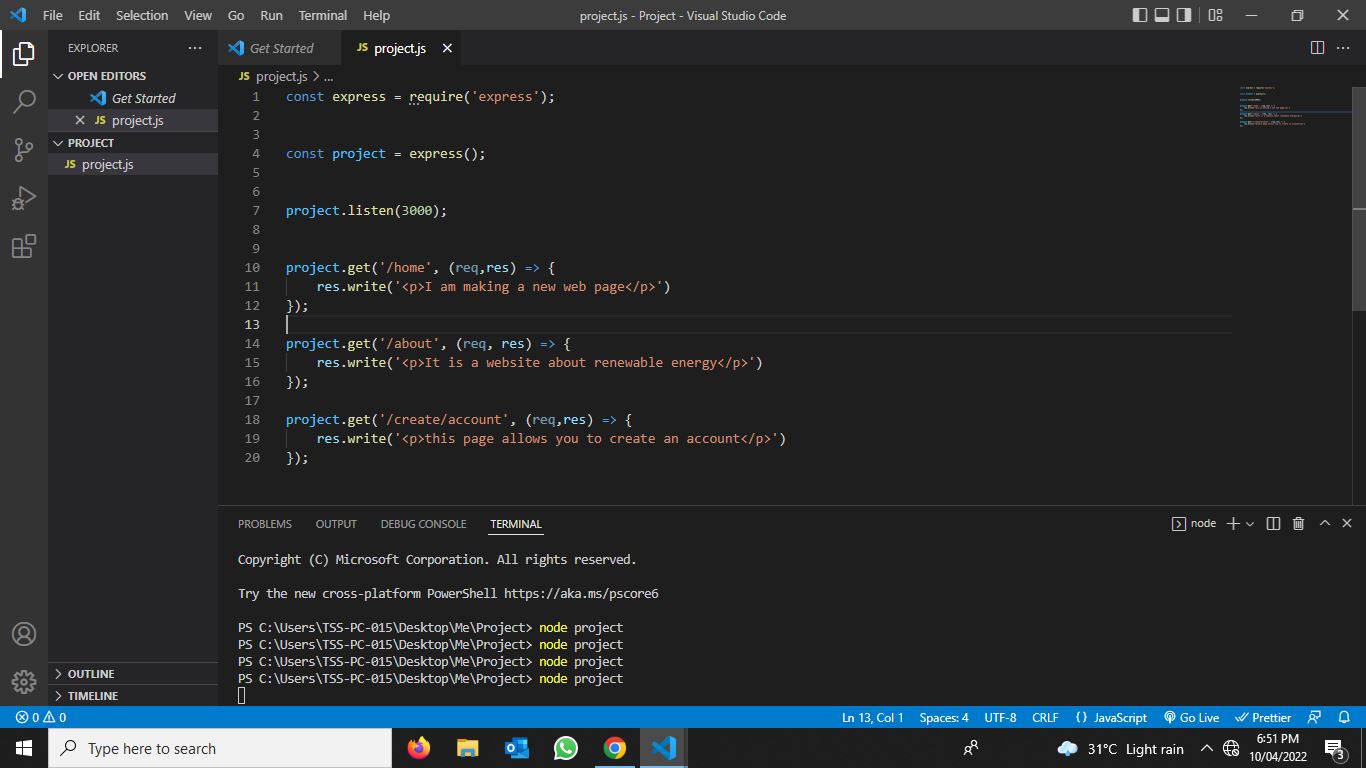 File Edit Selection View Go Run Terminal Help project.js - Project - Visual Studio Code
EXPLORER ...
OPEN EDITORS
Get Started
JS project.js
PROJECT
JS project.js
OUTLINE
TIMELINE
Get Started JS project.js
JS project.js > ...
1 const express = require('express');
2
3
4 const project = express();
5
6
7 project.listen(3000);
8
9
10 project.get('/home', (req,res) => {
11 res.write('<p>I am making a new web page</p>')
12 });
13
14 project.get('/about', (req, res) => {
15 res.write('<p>It is a website about renewable energy</p>')
16 });
17
18 project.get('/create/account', (req,res) => {
19 res.write('<p>this page allows you to create an account</p>')
20 });
PROBLEMS OUTPUT DEBUG CONSOLE TERMINAL node
Copyright (C) Microsoft Corporation. All rights reserved.
Try the new cross-platform PowerShell https://aka.ms/pscore6
PS C:\Users\TSS-PC-015\Desktop\Me\Project> node project
PS C:\Users\TSS-PC-015\Desktop\Me\Project> node project
PS C:\Users\TSS-PC-015\Desktop\Me\Project> node project
PS C:\Users\TSS-PC-015\Desktop\Me\Project> node project
0 0 Ln 13, Col 1 Spaces: 4 UTF-8 CRLF {} JavaScript Go Live Prettier
Type here to search 31°C Light rain 6:51 PM
10/04/2022 3